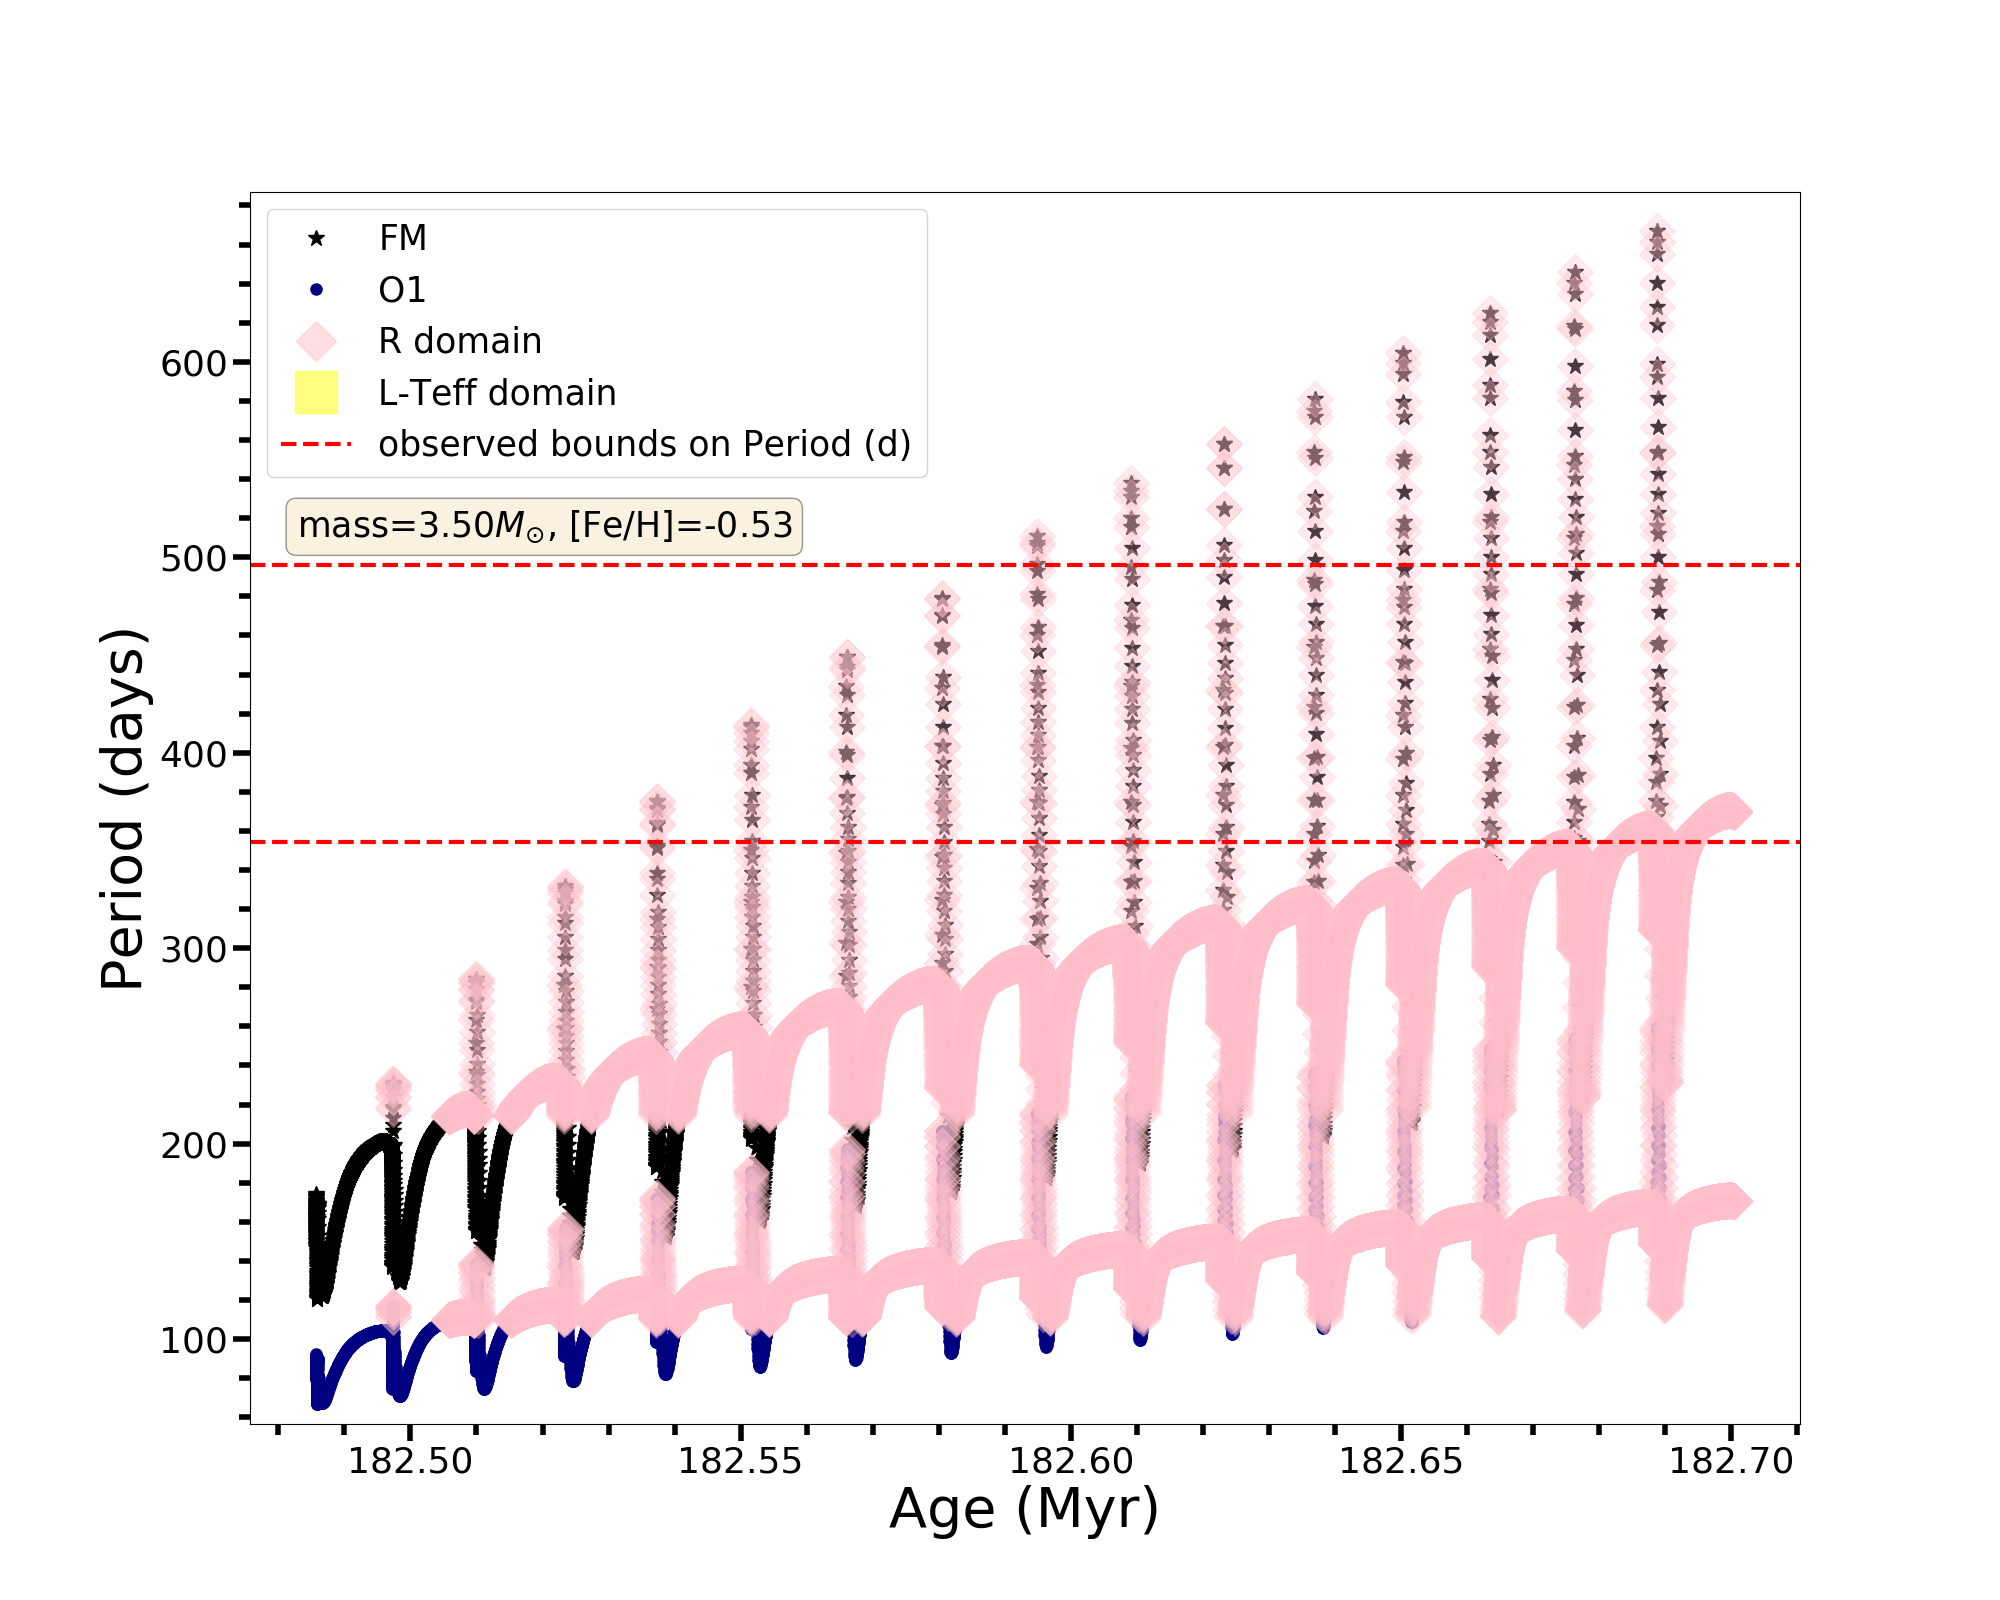 FM
O1
R domain
L-Teff domain
observed bounds on Period (d)
mass=3.50M⊙, [Fe/H]=-0.53
600
500
400
300
200
100
Period (days)
182.50 182.55 182.60 182.65 182.70
Age (Myr)